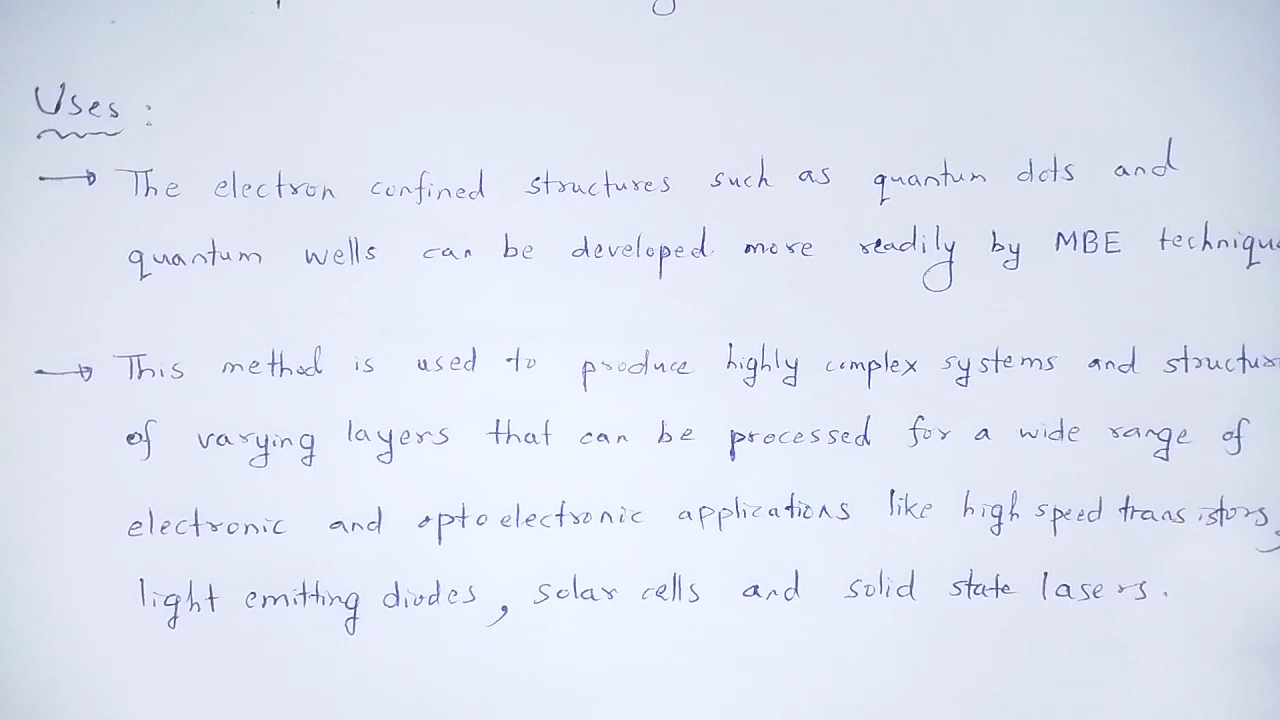 Uses :
→ The electron confined structures such as quantum dots and
quantum wells can be developed. more readily by MBE technique
→ This method is used to produce highly complex systems and structur
of varying layers that can be processed for a wide range of
electronic and optoelectronic applications like high speed transistors,
light emitting diodes, solar cells and solid state lasers.